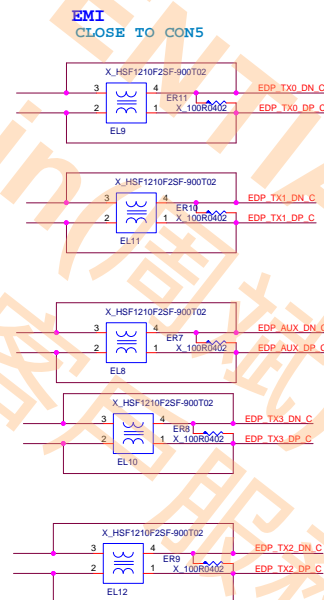 EMI
CLOSE TO CON5
X_HSF1210F2SF-900T02
3 4 EDP_TX0_DN_C
ER11
2 1 X_100R0402 EDP_TX0_DP_C
EL9
X_HSF1210F2SF-900T02
3 4 EDP_TX1_DN_C
ER10
2 1 X_100R0402 EDP_TX1_DP_C
EL11
X_HSF1210F2SF-900T02
3 4 EDP_AUX_DN_C
ER7
2 1 X_100R0402 EDP_AUX_DP_C
EL8
X_HSF1210F2SF-900T02
3 4 EDP_TX3_DN_C
ER8
2 1 X_100R0402 EDP_TX3_DP_C
EL10
X_HSF1210F2SF-900T02
3 4 EDP_TX2_DN_C
ER9
2 1 X_100R0402 EDP_TX2_DP_C
EL12